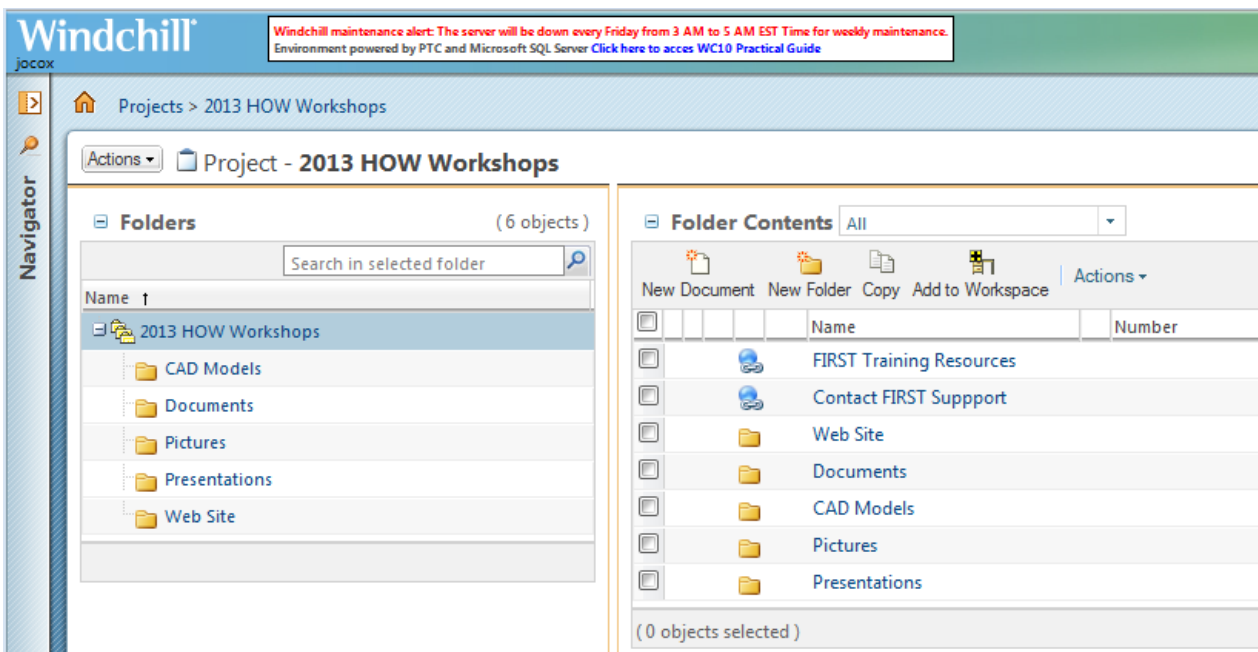 Windchill
jocox
Windchill maintenance alert: The server will be down every Friday from 3 AM to 5 AM EST Time for weekly maintenance.
Environment powered by PTC and Microsoft SQL Server Click here to acces WC10 Practical Guide
Projects > 2013 HOW Workshops
Navigator
Actions Project - 2013 HOW Workshops
Folders (6 objects)
Search in selected folder
Name
2013 HOW Workshops
CAD Models
Documents
Pictures
Presentations
Web Site
Folder Contents All
New Document New Folder Copy Add to Workspace Actions
Name Number
FIRST Training Resources
Contact FIRST Suppport
Web Site
Documents
CAD Models
Pictures
Presentations
(0 objects selected)